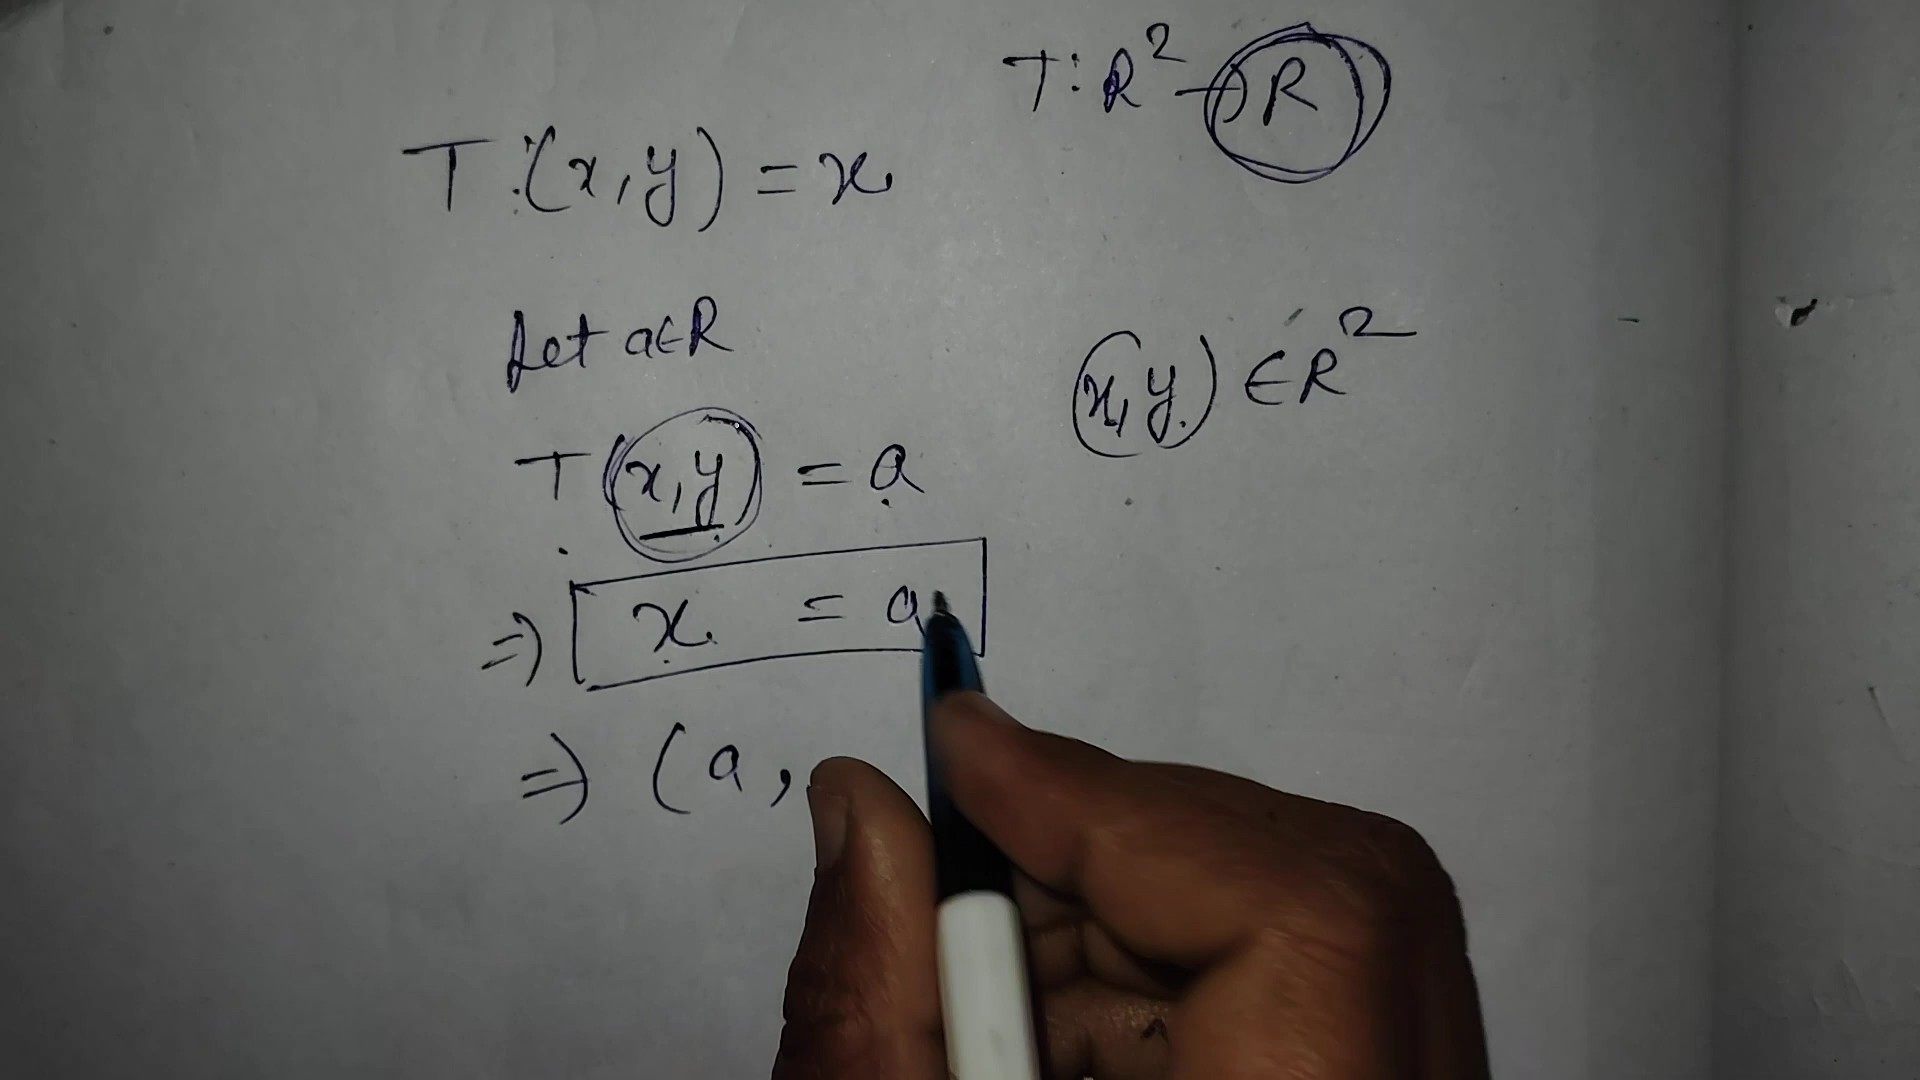 T: R² → R
T:(x,y) = x
Let a∈R
(x,y) ∈ R²
T(x,y) = a
⇒ x = a
⇒ (a,